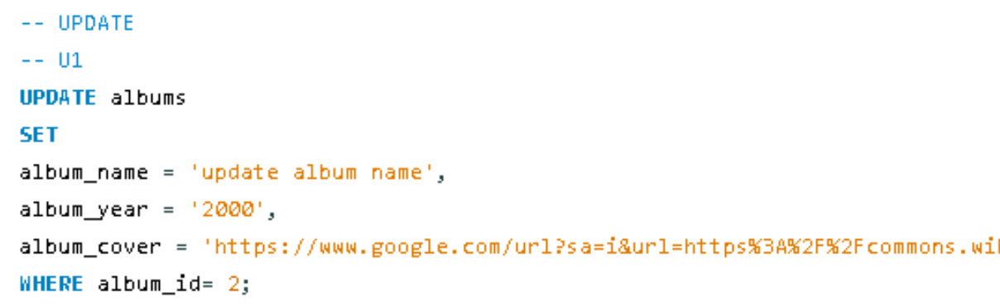 -- UPDATE
-- U1
UPDATE albums
SET
album_name = 'update album name',
album_year = '2000',
album_cover = 'https://www.google.com/url?sa=i&url=https%3A%2F%2Fcommons.wi
WHERE album_id= 2;